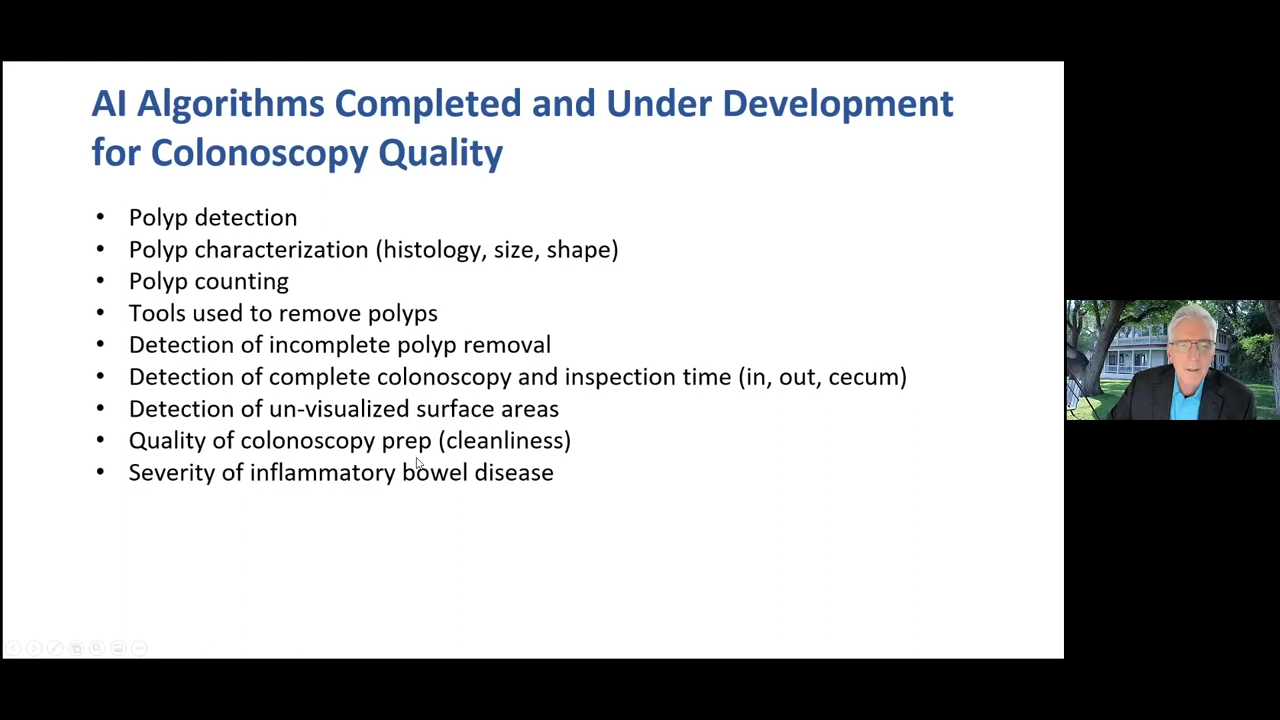 AI Algorithms Completed and Under Development
for Colonoscopy Quality
• Polyp detection
• Polyp characterization (histology, size, shape)
• Polyp counting
• Tools used to remove polyps
• Detection of incomplete polyp removal
• Detection of complete colonoscopy and inspection time (in, out, cecum)
• Detection of un-visualized surface areas
• Quality of colonoscopy prep (cleanliness)
• Severity of inflammatory bowel disease